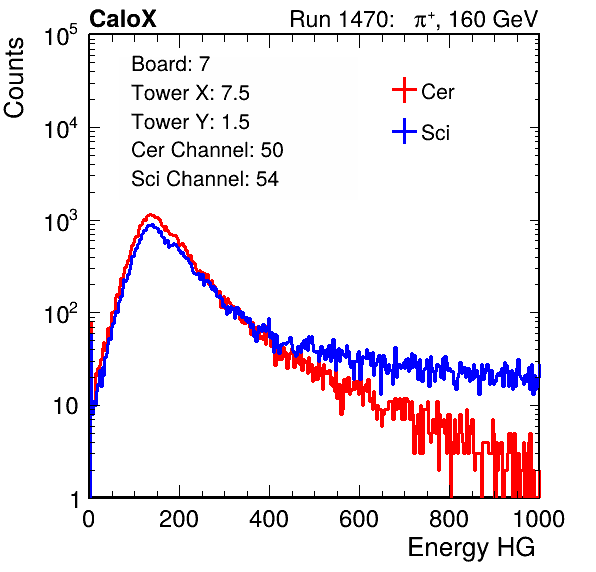 CaloX Run 1470: π⁺, 160 GeV
Board: 7
Tower X: 7.5
Tower Y: 1.5
Cer Channel: 50
Sci Channel: 54
Cer
Sci
Counts
10⁵
10⁴
10³
10²
10
1
0 200 400 600 800 1000
Energy HG